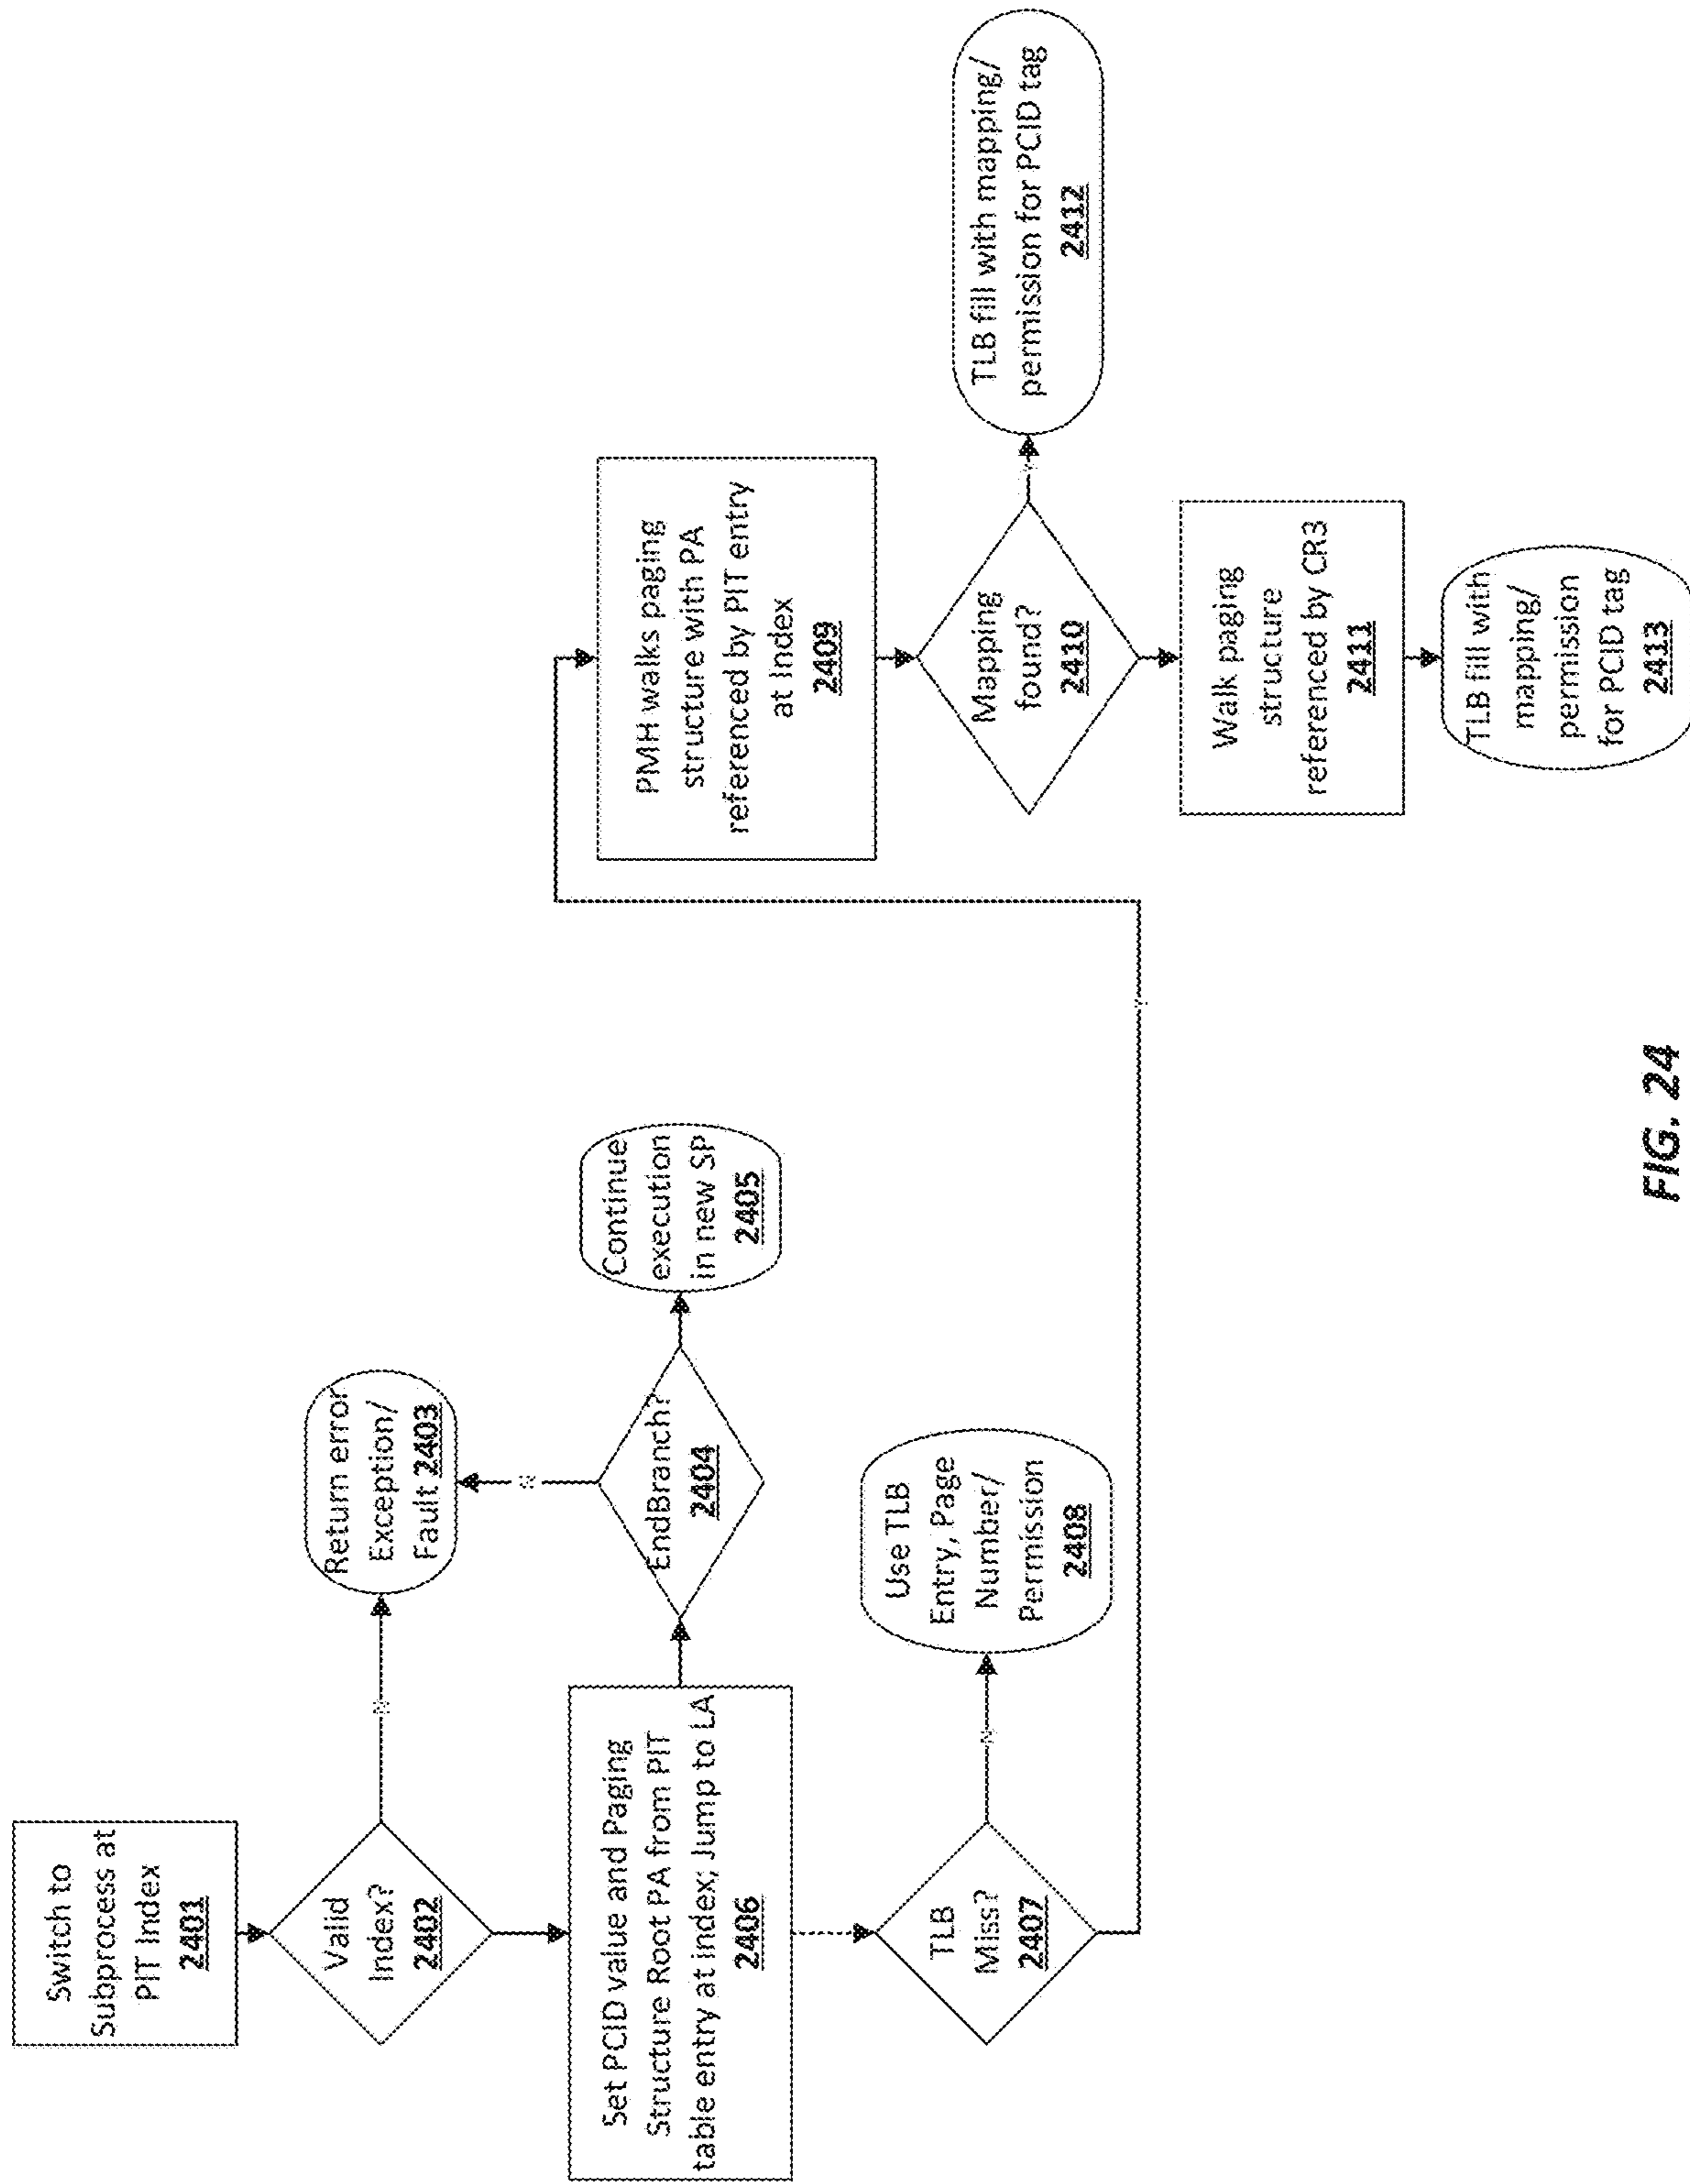 Switch to
Subprocess at
PIT Index
2401
Valid
Index?
2402
N
Return error
Exception/
Fault 2403
Set PCID value and Paging
Structure Root PA from PIT
table entry at index; Jump to LA
2406
EndBranch?
2404
N
Continue
execution
in new SP
2405
TLB
Miss?
2407
N
Use TLB
Entry, Page
Number/
Permission
2408
Y
PMH walks paging
structure with PA
referenced by PIT entry
at Index
2409
Mapping
found?
2410
Y
TLB fill with mapping/
permission for PCID tag
2412
Walk paging
structure
referenced by CR3
2411
TLB fill with
mapping/
permission
for PCID tag
2413
FIG. 24